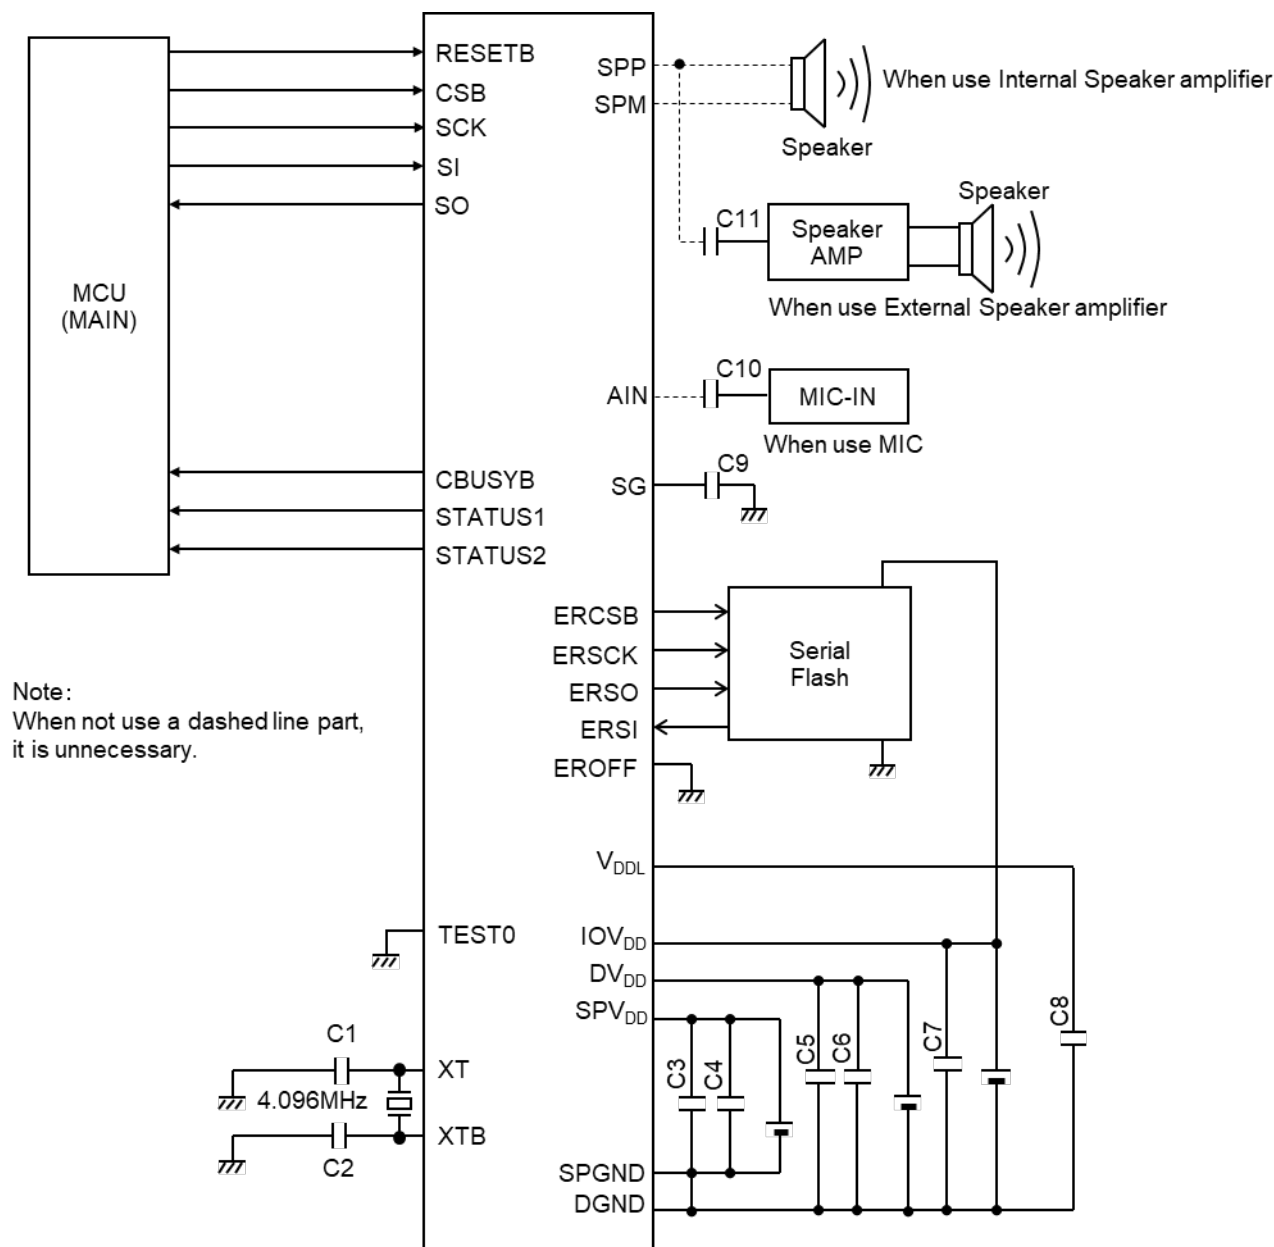 MCU
(MAIN)
RESETB
CSB
SCK
SI
SO
CBUSYB
STATUS1
STATUS2
TEST0
XT
XTB
SPP
SPM
AIN
SG
ERCSB
ERSCK
ERSO
ERSI
EROFF
VDDL
IOVDD
DVDD
SPVDD
SPGND
DGND
When use Internal Speaker amplifier
Speaker
Speaker
C11
Speaker
AMP
When use External Speaker amplifier
C10
MIC-IN
When use MIC
C9
Serial
Flash
Note:
When not use a dashed line part,
it is unnecessary.
C1
4.096MHz
C2
C3
C4
C5
C6
C7
C8